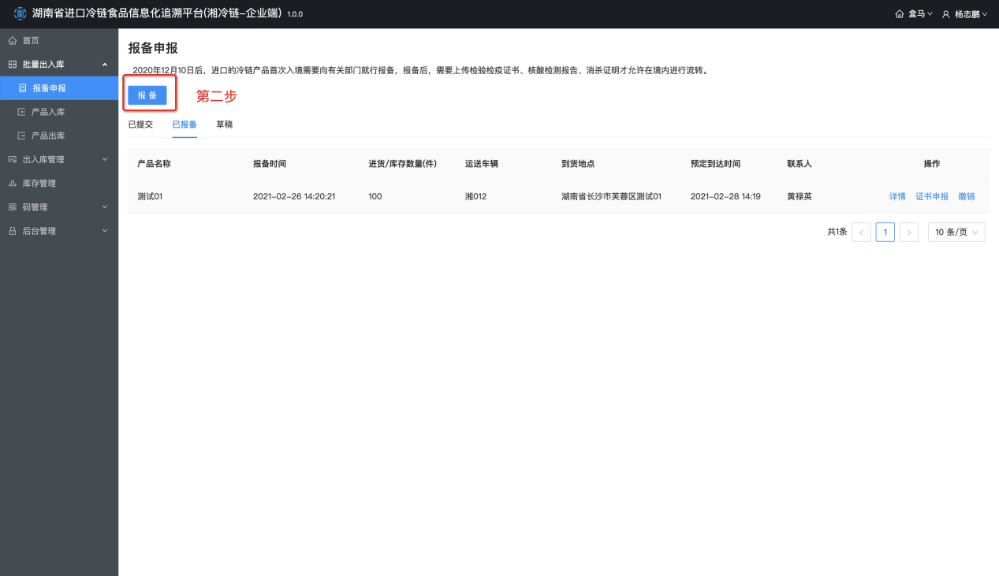 湖南省进口冷链食品信息化追溯平台(湘冷链-企业端) 1.0.0
盒马 杨志鹏
首页
批量出入库
报备申报
产品入库
产品出库
出入库管理
库存管理
码管理
后台管理
报备申报
2020年12月10日后，进口的冷链产品首次入境需要向有关部门就行报备，报备后，需要上传检验检疫证书、核酸检测报告、消杀证明才允许在境内进行流转。
报 备 第二步
已提交 已报备 草稿
产品名称 报备时间 进货/库存数量(件) 运送车辆 到货地点 预定到达时间 联系人 操作
测试01 2021-02-26 14:20:21 100 湘012 湖南省长沙市芙蓉区测试01 2021-02-28 14:19 黄禄英 详情 证书申报 撤销
共1条 < 1 > 10 条/页